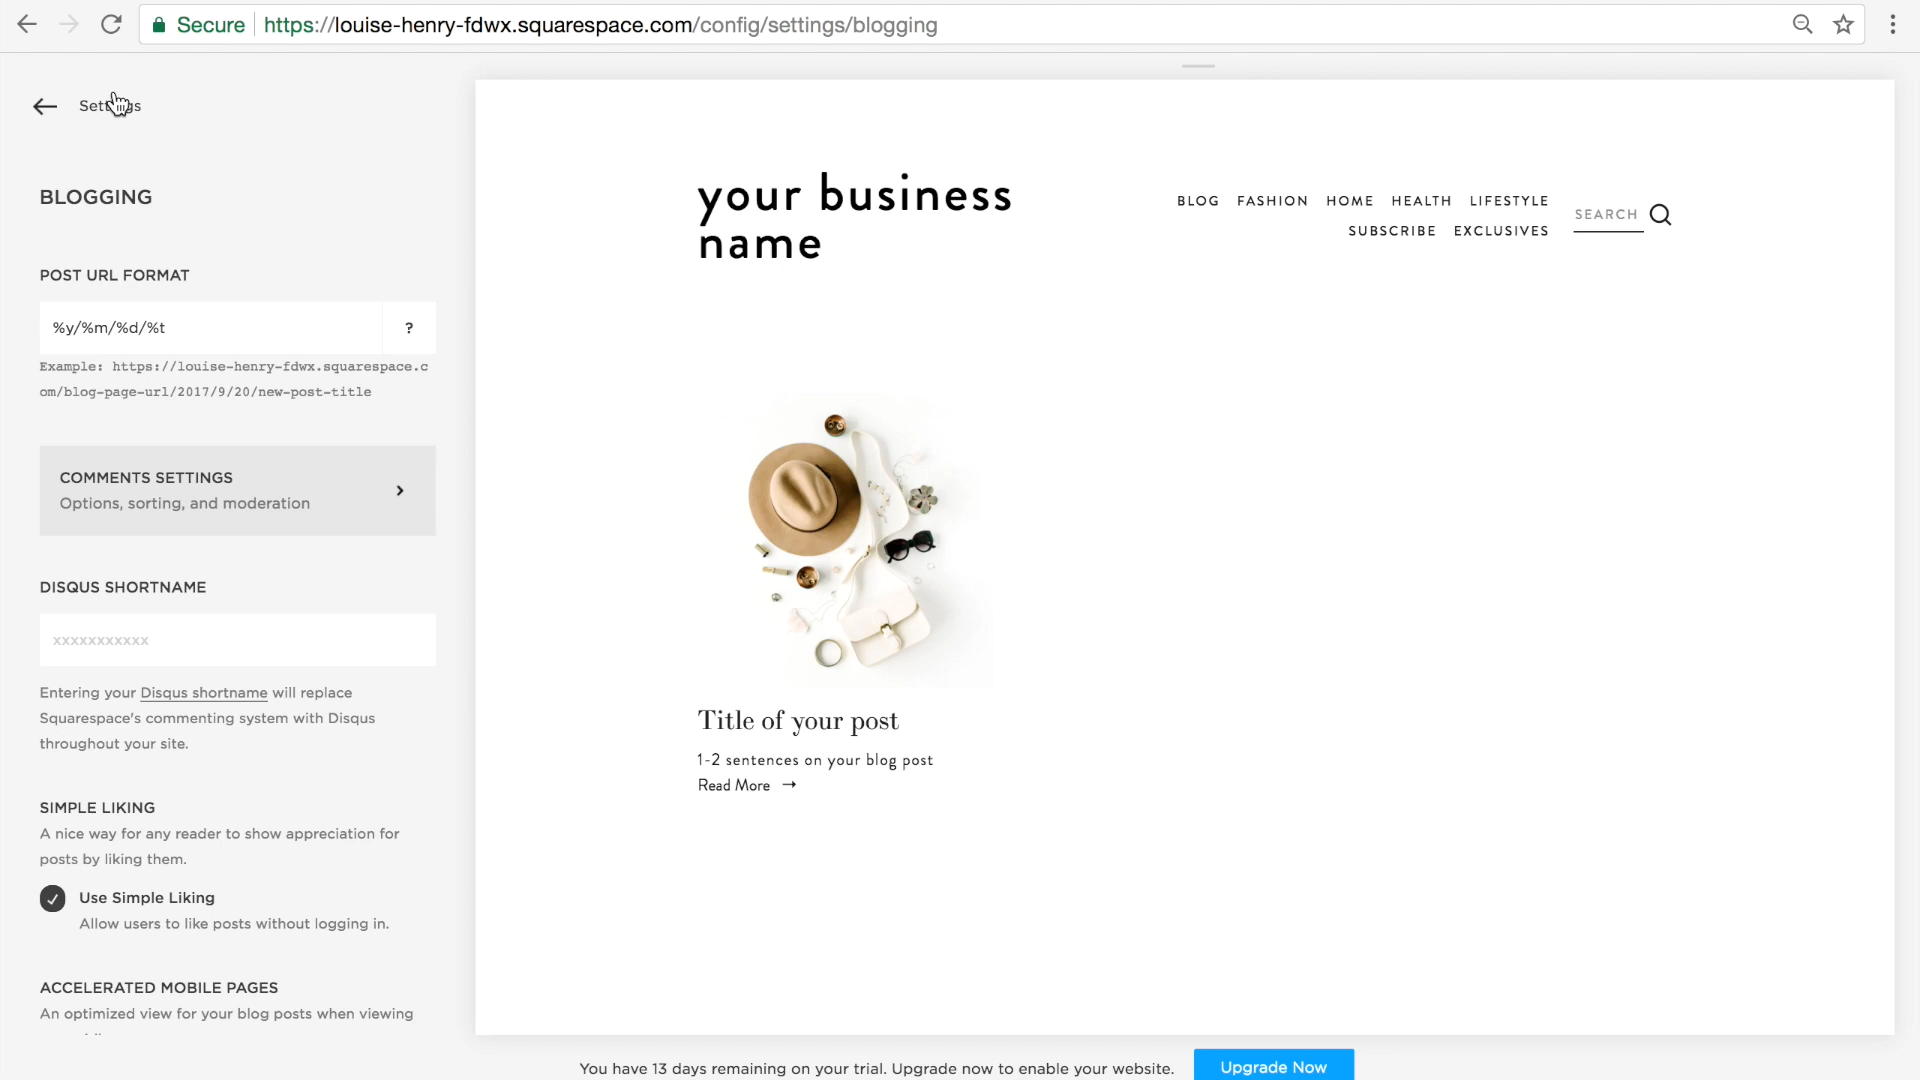 Secure https://louise-henry-fdwx.squarespace.com/config/settings/blogging
Settings
BLOGGING
POST URL FORMAT
%y/%m/%d/%t ?
Example: https://louise-henry-fdwx.squarespace.c
om/blog-page-url/2017/9/20/new-post-title
COMMENTS SETTINGS
Options, sorting, and moderation
DISQUS SHORTNAME
xxxxxxxxxxx
Entering your Disqus shortname will replace
Squarespace's commenting system with Disqus
throughout your site.
SIMPLE LIKING
A nice way for any reader to show appreciation for
posts by liking them.
Use Simple Liking
Allow users to like posts without logging in.
ACCELERATED MOBILE PAGES
An optimized view for your blog posts when viewing
your business
name
BLOG FASHION HOME HEALTH LIFESTYLE
SUBSCRIBE EXCLUSIVES
SEARCH
Title of your post
1-2 sentences on your blog post
Read More →
You have 13 days remaining on your trial. Upgrade now to enable your website.
Upgrade Now